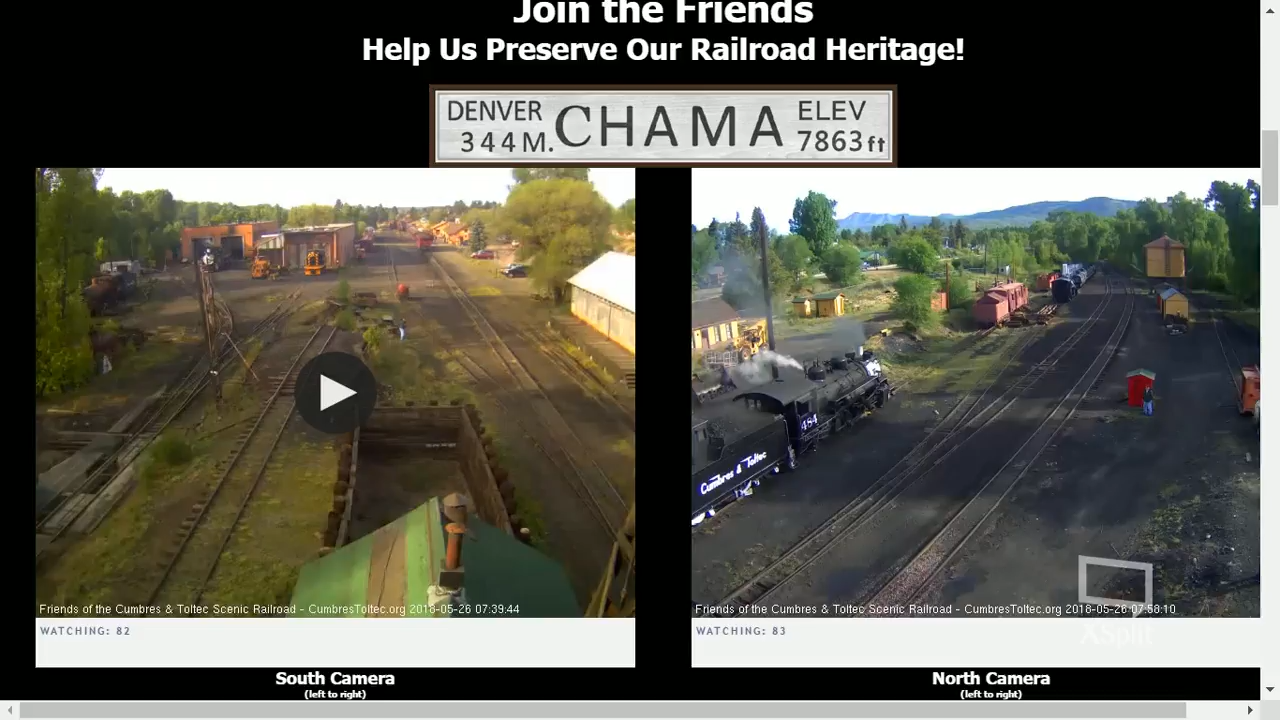 Join the Friends
Help Us Preserve Our Railroad Heritage!
DENVER
344M.
CHAMA
ELEV
7863ft
484
Cumbres & Toltec
Friends of the Cumbres & Toltec Scenic Railroad - CumbresToltec.org 2018-05-26 07:39:44
Friends of the Cumbres & Toltec Scenic Railroad - CumbresToltec.org 2018-05-26 07:58:10
WATCHING: 82
WATCHING: 83
XSplit
South Camera
(left to right)
North Camera
(left to right)